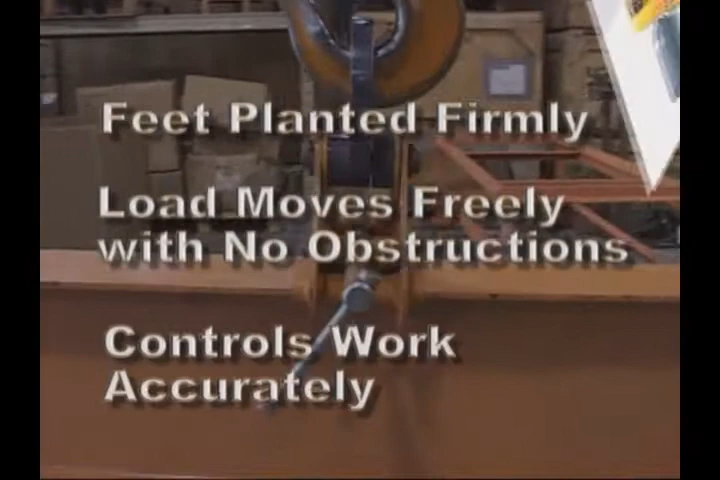 Feet Planted Firmly
Load Moves Freely
with No Obstructions
Controls Work
Accurately